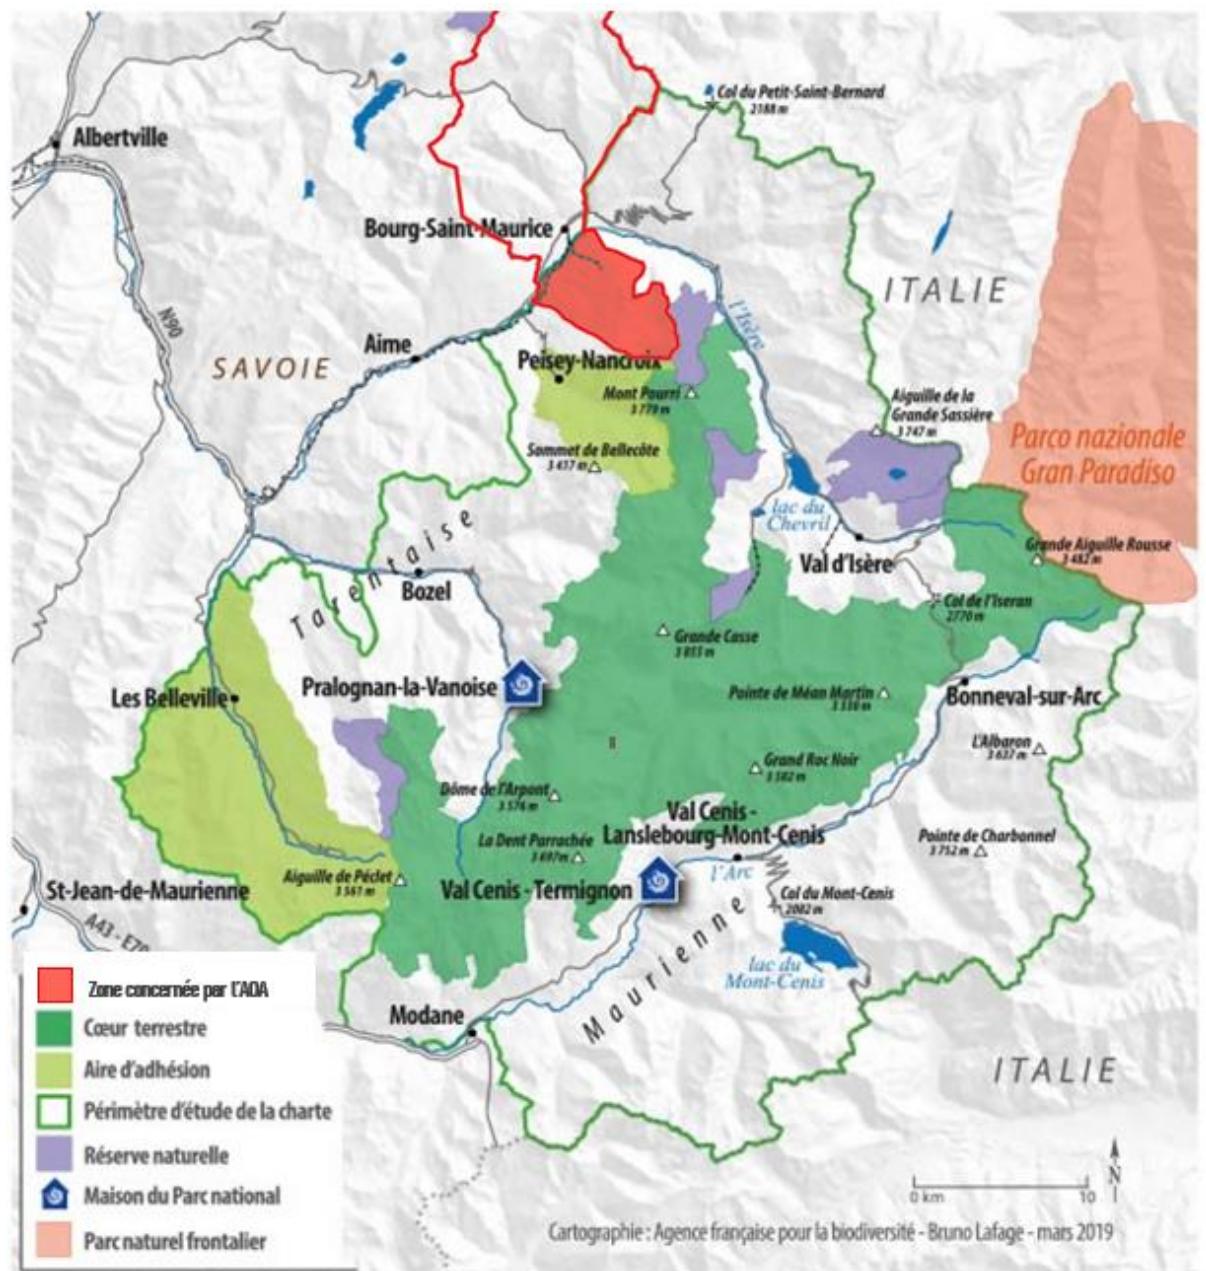 Col du Petit-Saint-Bernard
2188 m
Albertville
Bourg-Saint-Maurice
ITALIE
l'Isère
N90
Aime
SAVOIE
Peisey-Nancroix
Mont Pourri
3 779 m
Aiguille de la
Grande Sassière
3 747 m
Parco nazionale
Gran Paradiso
Sommet de Bellecôte
3 417 m
lac du
Chevril
Tarentaise
Val d'Isère
Grande Aiguille Rousse
3 482 m
Bozel
Col de l'Iseran
2770 m
Grande Casse
3 855 m
Pralognan-la-Vanoise
Les Belleville
Pointe de Méan Martin
3 330 m
Bonneval-sur-Arc
L'Albaron
3 637 m
Grand Roc Noir
3 582 m
Dôme de l'Arpont
3 576 m
Val Cenis -
Lanslebourg-Mont-Cenis
La Dent Parrachée
3 697m
Pointe de Charbonnel
3 752 m
l'Arc
Aiguille de Péclet
3 561 m
Val Cenis - Termignon
St-Jean-de-Maurienne
Col du Mont-Cenis
2082 m
A43 - E70
Maurienne
lac du
Mont-Cenis
Modane
ITALIE
Zone concernée par l'AOA
Cœur terrestre
Aire d'adhésion
Périmètre d'étude de la charte
Réserve naturelle
Maison du Parc national
Parc naturel frontalier
N
0 km 10
Cartographie : Agence française pour la biodiversité - Bruno Lafage - mars 2019